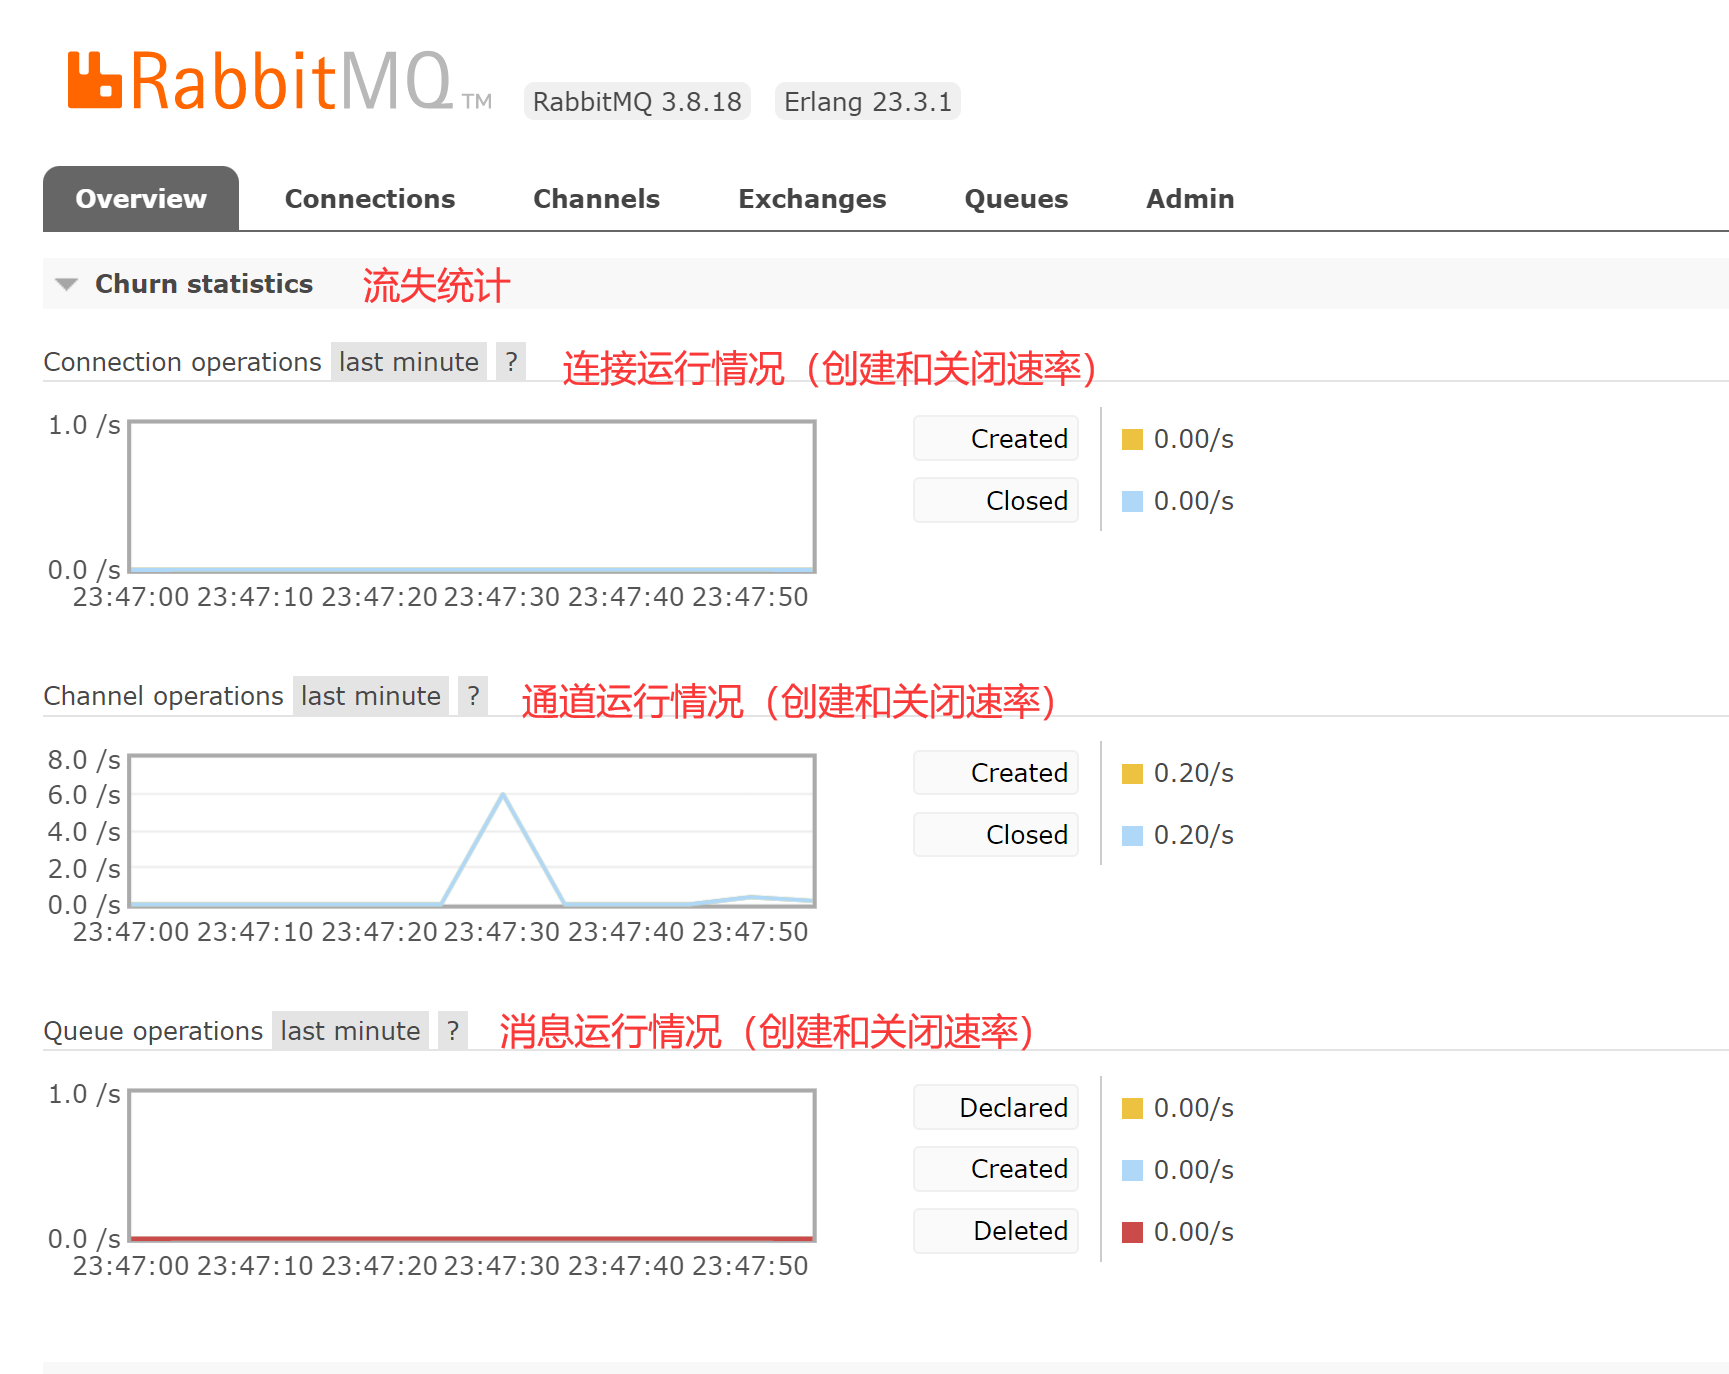 RabbitMQ TM RabbitMQ 3.8.18 Erlang 23.3.1
Overview Connections Channels Exchanges Queues Admin
Churn statistics 流失统计
Connection operations last minute ? 连接运行情况（创建和关闭速率）
1.0 /s
0.0 /s
23:47:00 23:47:10 23:47:20 23:47:30 23:47:40 23:47:50
Created 0.00/s
Closed 0.00/s
Channel operations last minute ? 通道运行情况（创建和关闭速率）
8.0 /s
6.0 /s
4.0 /s
2.0 /s
0.0 /s
23:47:00 23:47:10 23:47:20 23:47:30 23:47:40 23:47:50
Created 0.20/s
Closed 0.20/s
Queue operations last minute ? 消息运行情况（创建和关闭速率）
1.0 /s
0.0 /s
23:47:00 23:47:10 23:47:20 23:47:30 23:47:40 23:47:50
Declared 0.00/s
Created 0.00/s
Deleted 0.00/s